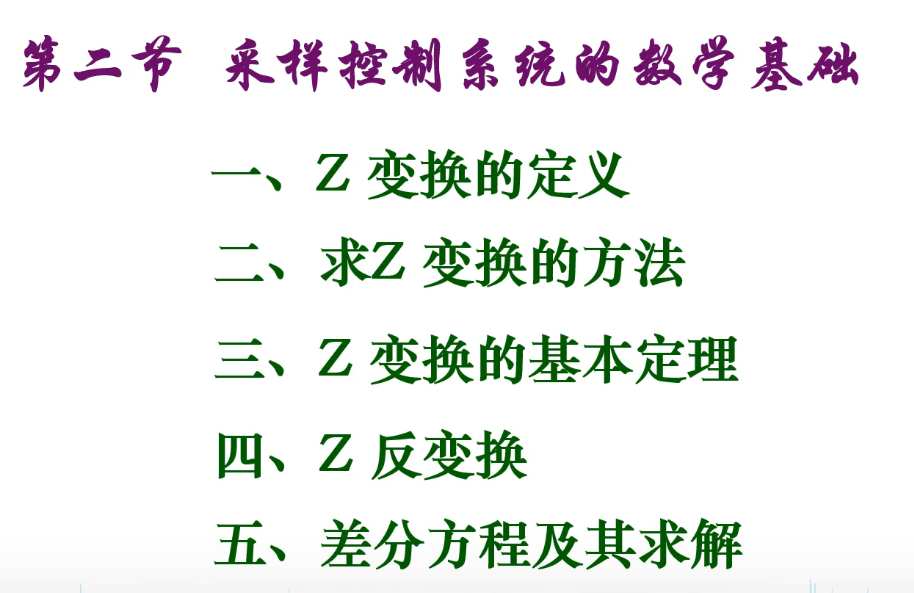 第二节 采样控制系统的数学基础
一、Z 变换的定义
二、求Z 变换的方法
三、Z 变换的基本定理
四、Z 反变换
五、差分方程及其求解